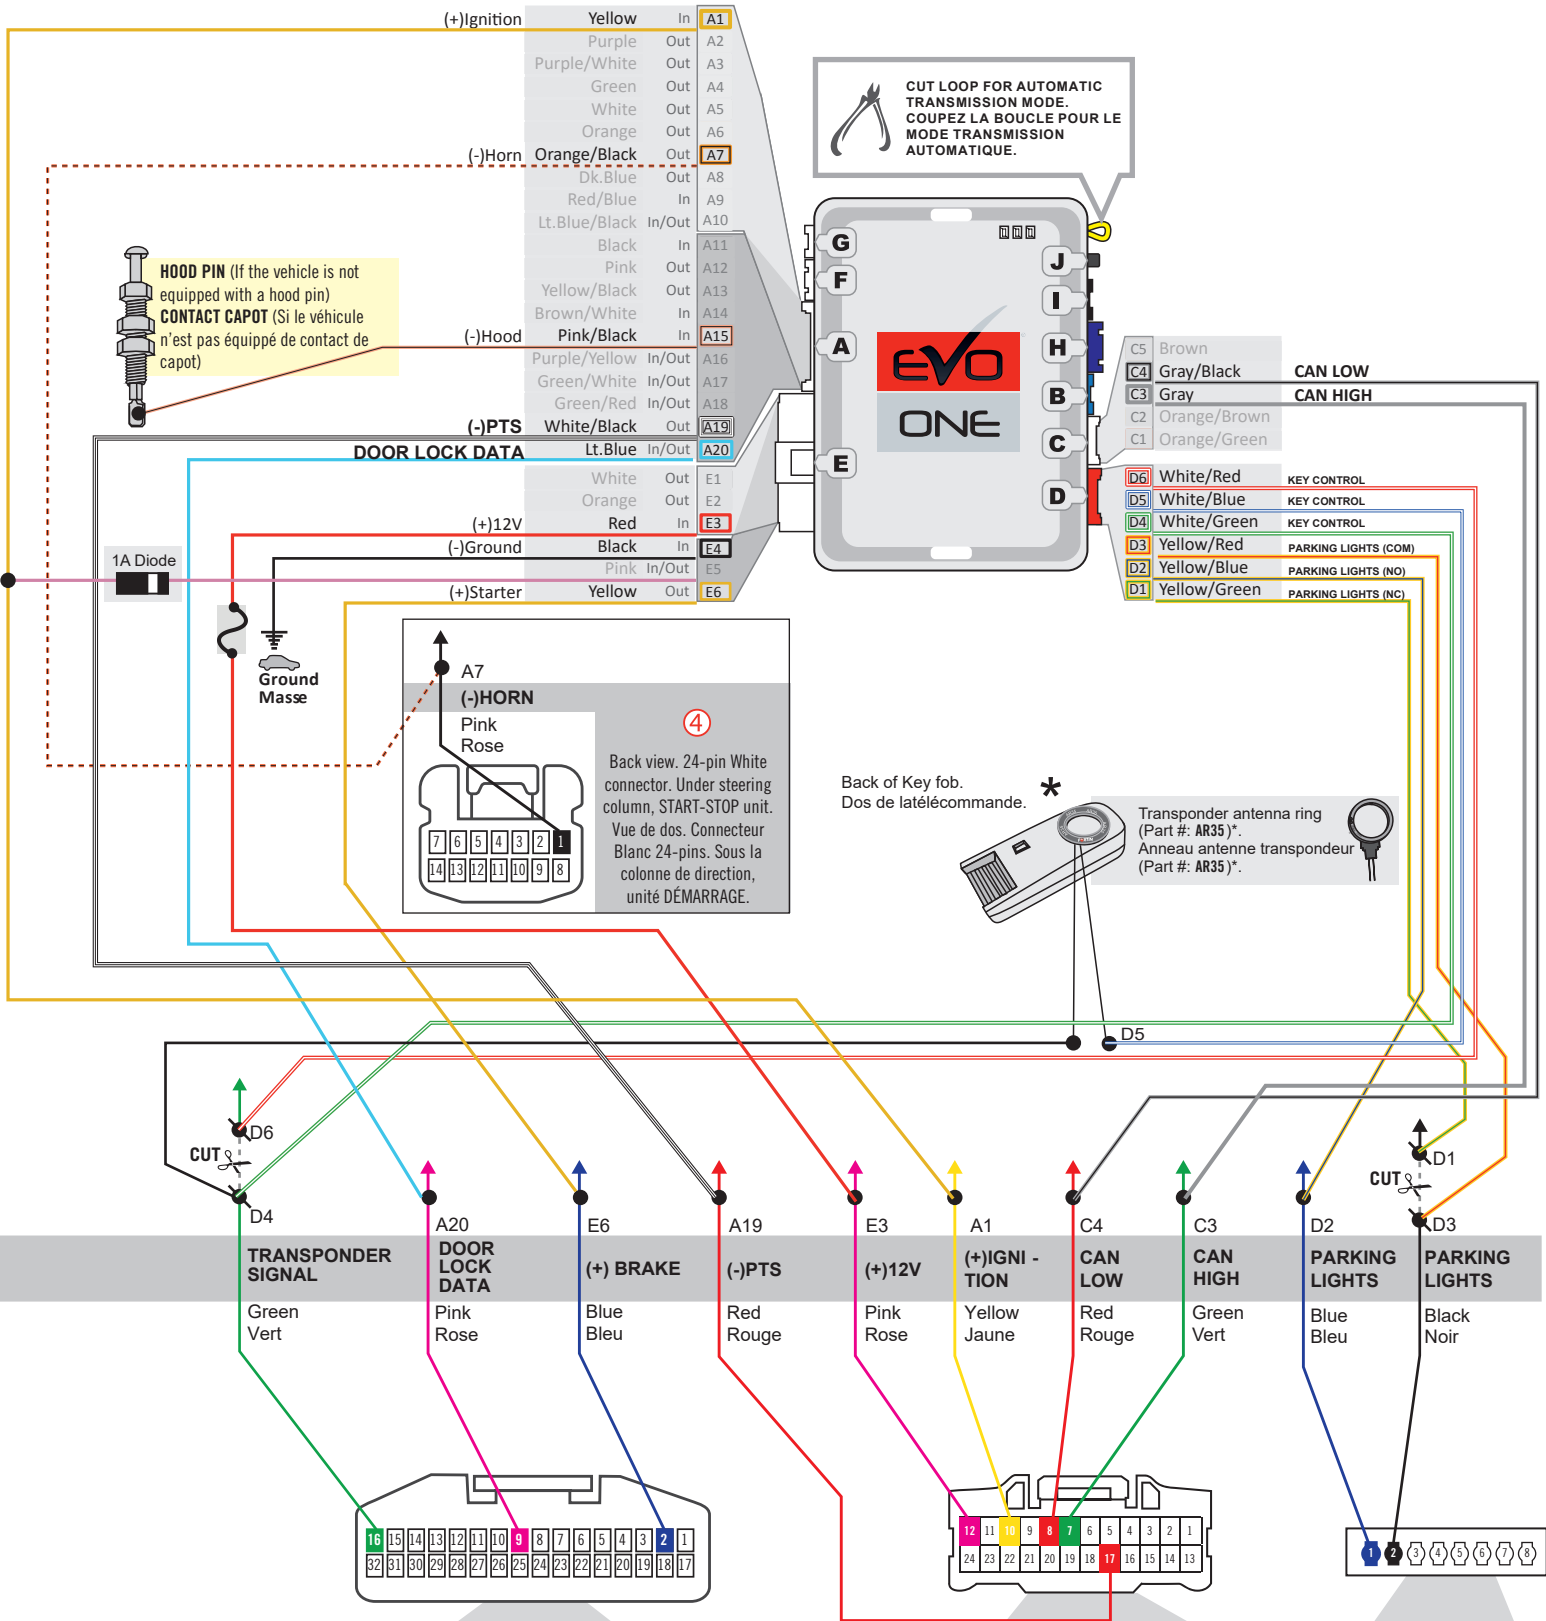 (+)Ignition Yellow In A1
Purple Out A2
Purple/White Out A3
Green Out A4
White Out A5
Orange Out A6
(-)Horn Orange/Black Out A7
Dk.Blue Out A8
Red/Blue In A9
Lt.Blue/Black In/Out A10
Black In A11
Pink Out A12
Yellow/Black Out A13
Brown/White In A14
(-)Hood Pink/Black In A15
Purple/Yellow In/Out A16
Green/White In/Out A17
Green/Red In/Out A18
(-)PTS White/Black Out A19
DOOR LOCK DATA Lt.Blue In/Out A20
White Out E1
Orange Out E2
(+)12V Red In E3
(-)Ground Black In E4
Pink In/Out E5
(+)Starter Yellow Out E6
HOOD PIN (If the vehicle is not
equipped with a hood pin)
CONTACT CAPOT (Si le véhicule
n'est pas équippé de contact de
capot)
1A Diode
Ground
Masse
CUT LOOP FOR AUTOMATIC
TRANSMISSION MODE.
COUPEZ LA BOUCLE POUR LE
MODE TRANSMISSION
AUTOMATIQUE.
G
F
A
E
J
I
H
B
C
D
EVO
ONE
C5 Brown
C4 Gray/Black CAN LOW
C3 Gray CAN HIGH
C2 Orange/Brown
C1 Orange/Green
D6 White/Red KEY CONTROL
D5 White/Blue KEY CONTROL
D4 White/Green KEY CONTROL
D3 Yellow/Red PARKING LIGHTS (COM)
D2 Yellow/Blue PARKING LIGHTS (NO)
D1 Yellow/Green PARKING LIGHTS (NC)
A7
(-)HORN
Pink
Rose
7 6 5 4 3 2 1
14 13 12 11 10 9 8
4
Back view. 24-pin White
connector. Under steering
column, START-STOP unit.
Vue de dos. Connecteur
Blanc 24-pins. Sous la
colonne de direction,
unité DÉMARRAGE.
Back of Key fob.
Dos de latélécommande.
*
Transponder antenna ring
(Part #: AR35)*.
Anneau antenne transpondeur
(Part #: AR35)*.
D5
D6
CUT
D4
D1
CUT
D3
A20
E6
A19
E3
A1
C4
C3
D2
TRANSPONDER
SIGNAL
DOOR
LOCK
DATA
(+) BRAKE
(-)PTS
(+)12V
(+)IGNI -
TION
CAN
LOW
CAN
HIGH
PARKING
LIGHTS
PARKING
LIGHTS
Green
Vert
Pink
Rose
Blue
Bleu
Red
Rouge
Pink
Rose
Yellow
Jaune
Red
Rouge
Green
Vert
Blue
Bleu
Black
Noir
16 15 14 13 12 11 10 9 8 7 6 5 4 3 2 1
32 31 30 29 28 27 26 25 24 23 22 21 20 19 18 17
12 11 10 9 8 7 6 5 4 3 2 1
24 23 22 21 20 19 18 17 16 15 14 13
1 2 3 4 5 6 7 8